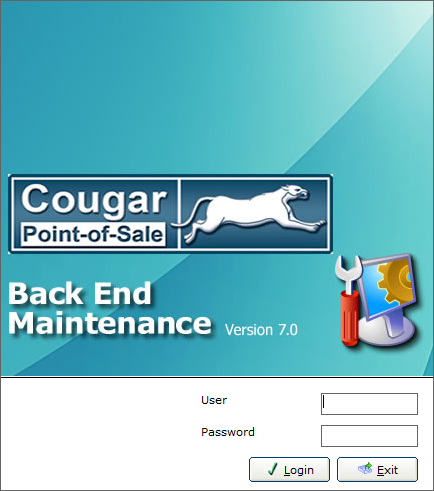 Cougar
Point-of-Sale
Back End
Maintenance Version 7.0
User
Password
Login Exit